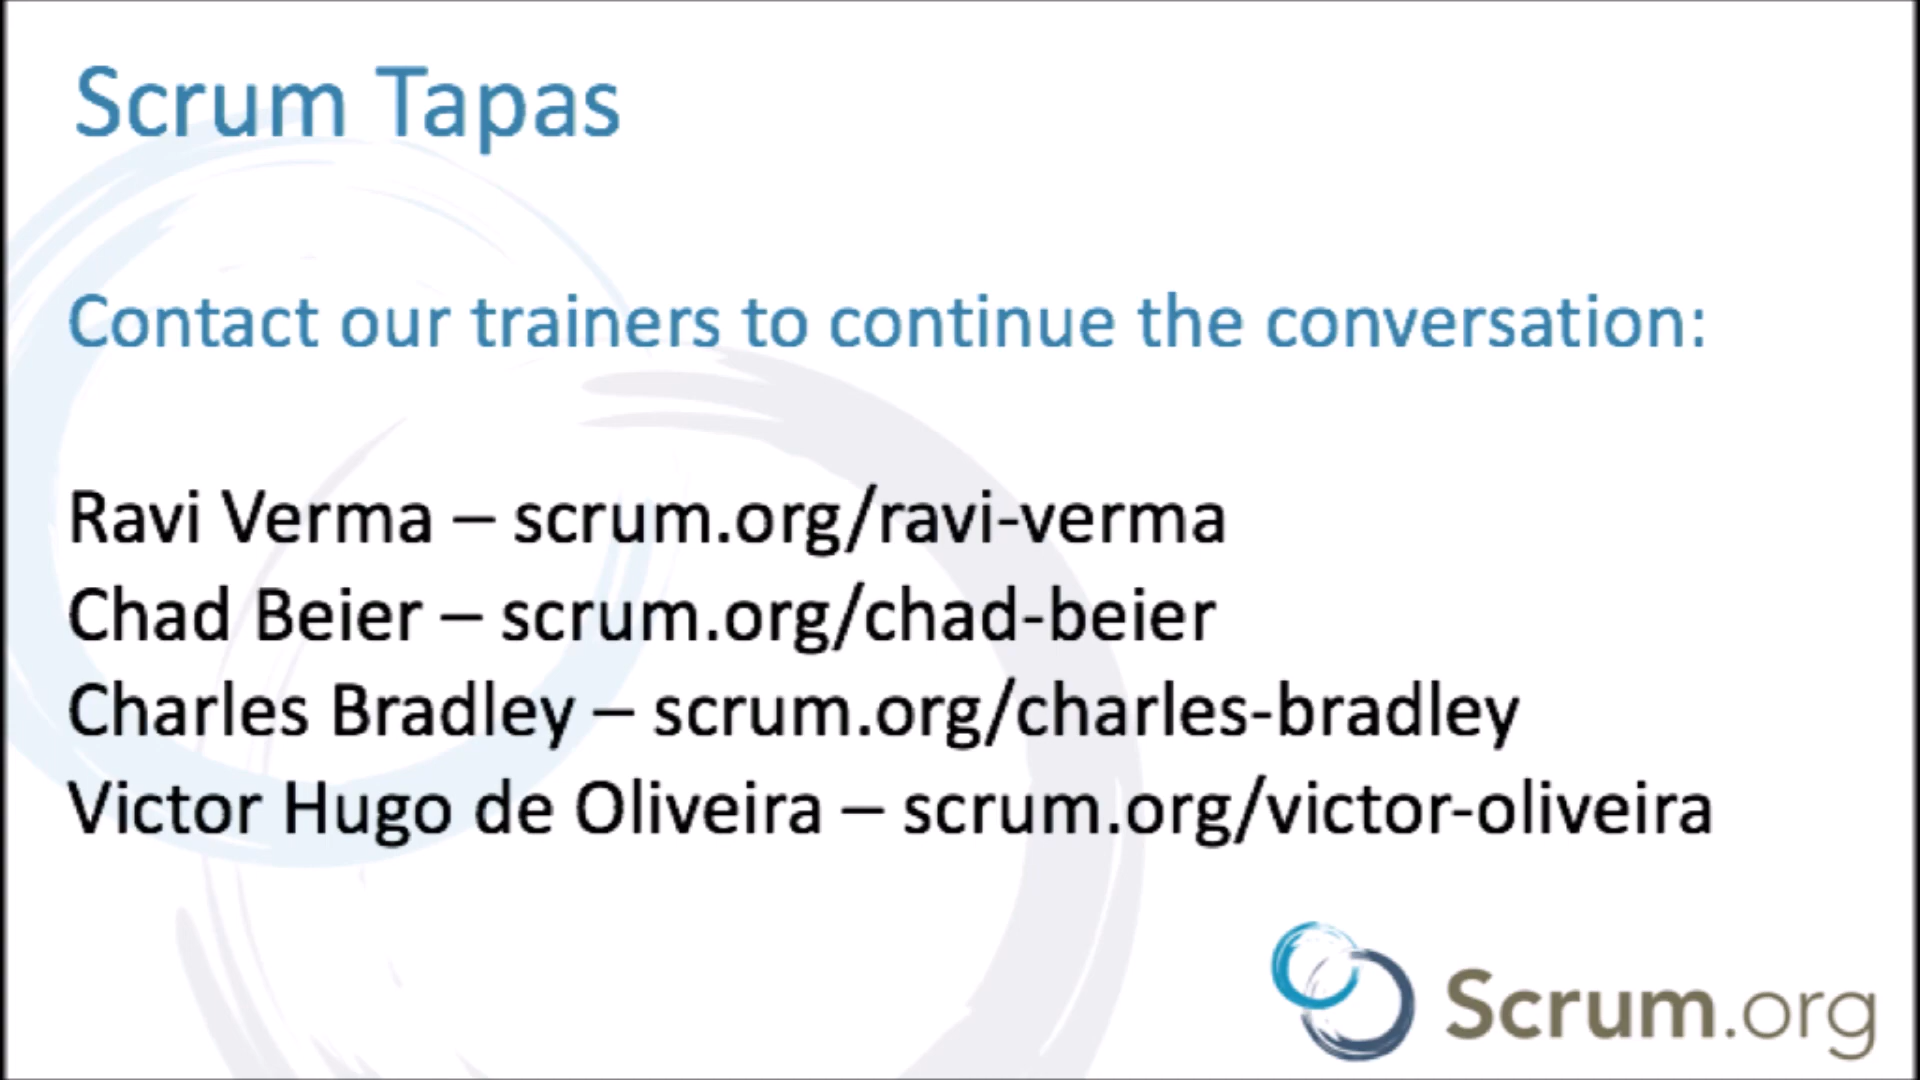 Scrum Tapas
Contact our trainers to continue the conversation:
Ravi Verma – scrum.org/ravi-verma
Chad Beier – scrum.org/chad-beier
Charles Bradley – scrum.org/charles-bradley
Victor Hugo de Oliveira – scrum.org/victor-oliveira
Scrum.org